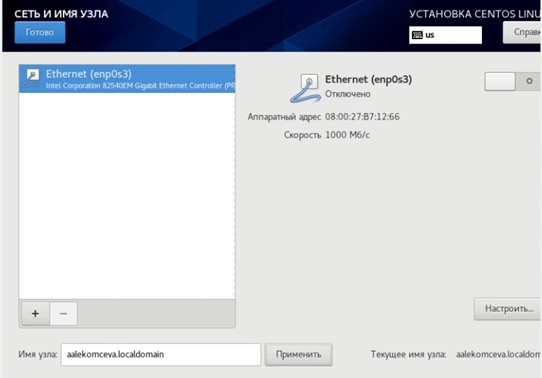 СЕТЬ И ИМЯ УЗЛА
УСТАНОВКА CENTOS LINU
Готово
us
Справк
Ethernet (enp0s3)
Intel Corporation 82540EM Gigabit Ethernet Controller (PR
Ethernet (enp0s3)
Отключено
Аппаратный адрес 08:00:27:B7:12:66
Скорость 1000 Мб/с
+ −
Настроить...
Имя узла: aalekomceva.localdomain Применить Текущее имя узла: aalekomceva.localdom